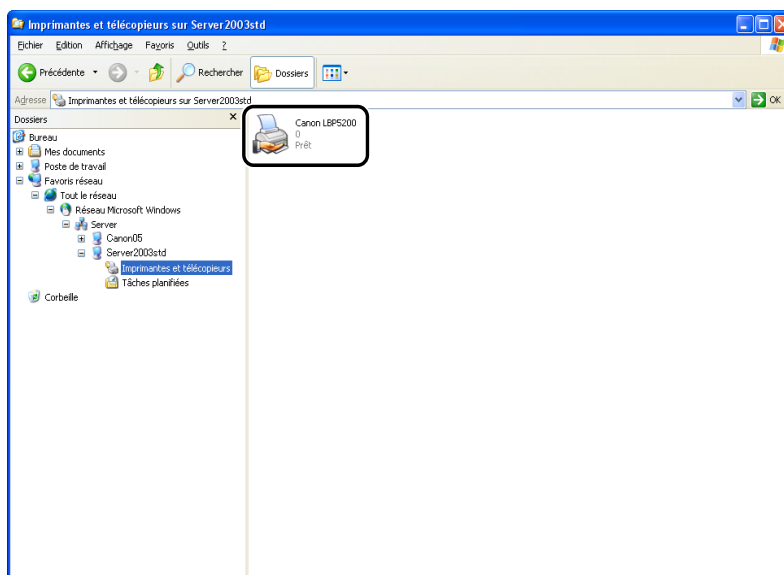 Imprimantes et télécopieurs sur Server2003std
Fichier Edition Affichage Favoris Outils ?
Précédente Rechercher Dossiers
Adresse Imprimantes et télécopieurs sur Server2003std OK
Dossiers
Bureau
Mes documents
Poste de travail
Favoris réseau
Tout le réseau
Réseau Microsoft Windows
Server
Canon05
Server2003std
Imprimantes et télécopieurs
Tâches planifiées
Corbeille
Canon LBP5200
0
Prêt